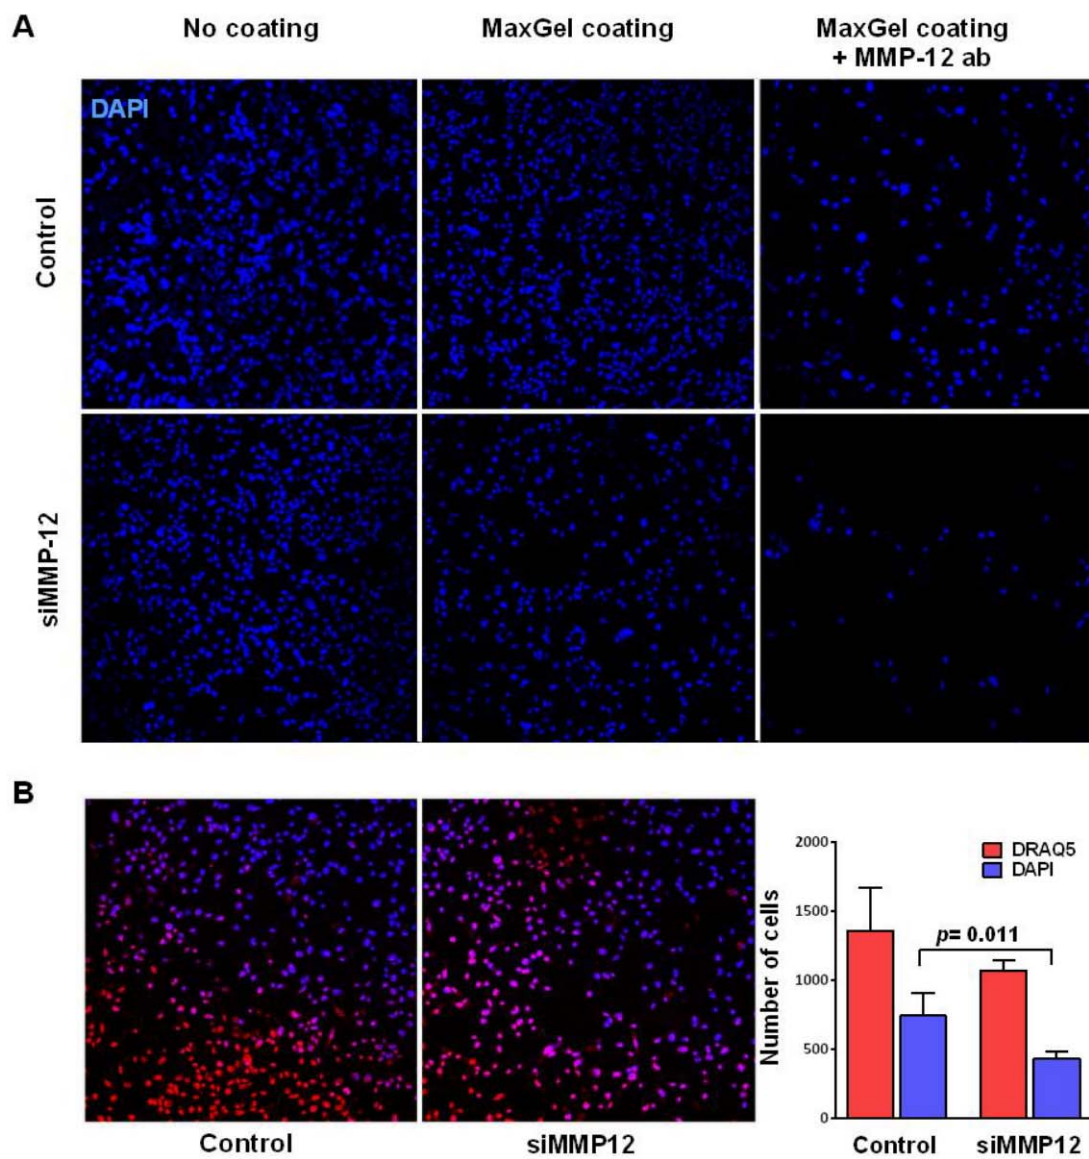 A
No coating
MaxGel coating
MaxGel coating
+ MMP-12 ab
DAPI
Control
siMMP-12
B
Control
siMMP12
Number of cells
2000
1500
1000
500
0
DRAQ5
DAPI
p= 0.011
Control
siMMP12